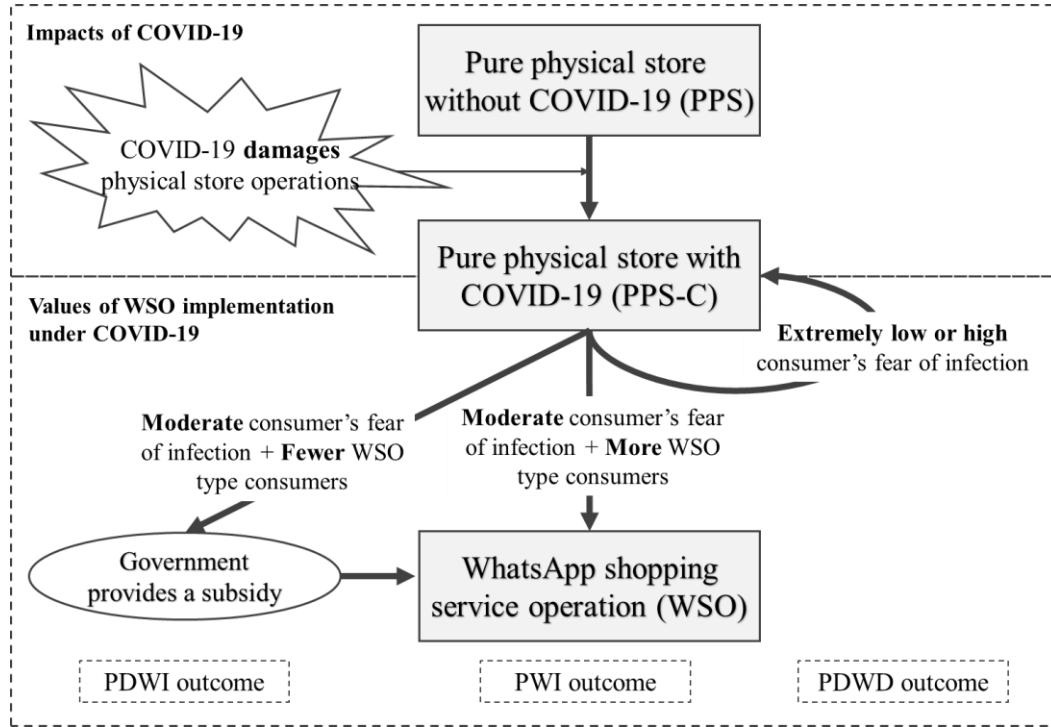 Impacts of COVID-19
Pure physical store
without COVID-19 (PPS)
COVID-19 damages
physical store operations
Pure physical store with
COVID-19 (PPS-C)
Values of WSO implementation
under COVID-19
Extremely low or high
consumer’s fear of infection
Moderate consumer’s fear
of infection + Fewer WSO
type consumers
Moderate consumer’s fear
of infection + More WSO
type consumers
Government
provides a subsidy
WhatsApp shopping
service operation (WSO)
PDWI outcome
PWI outcome
PDWD outcome